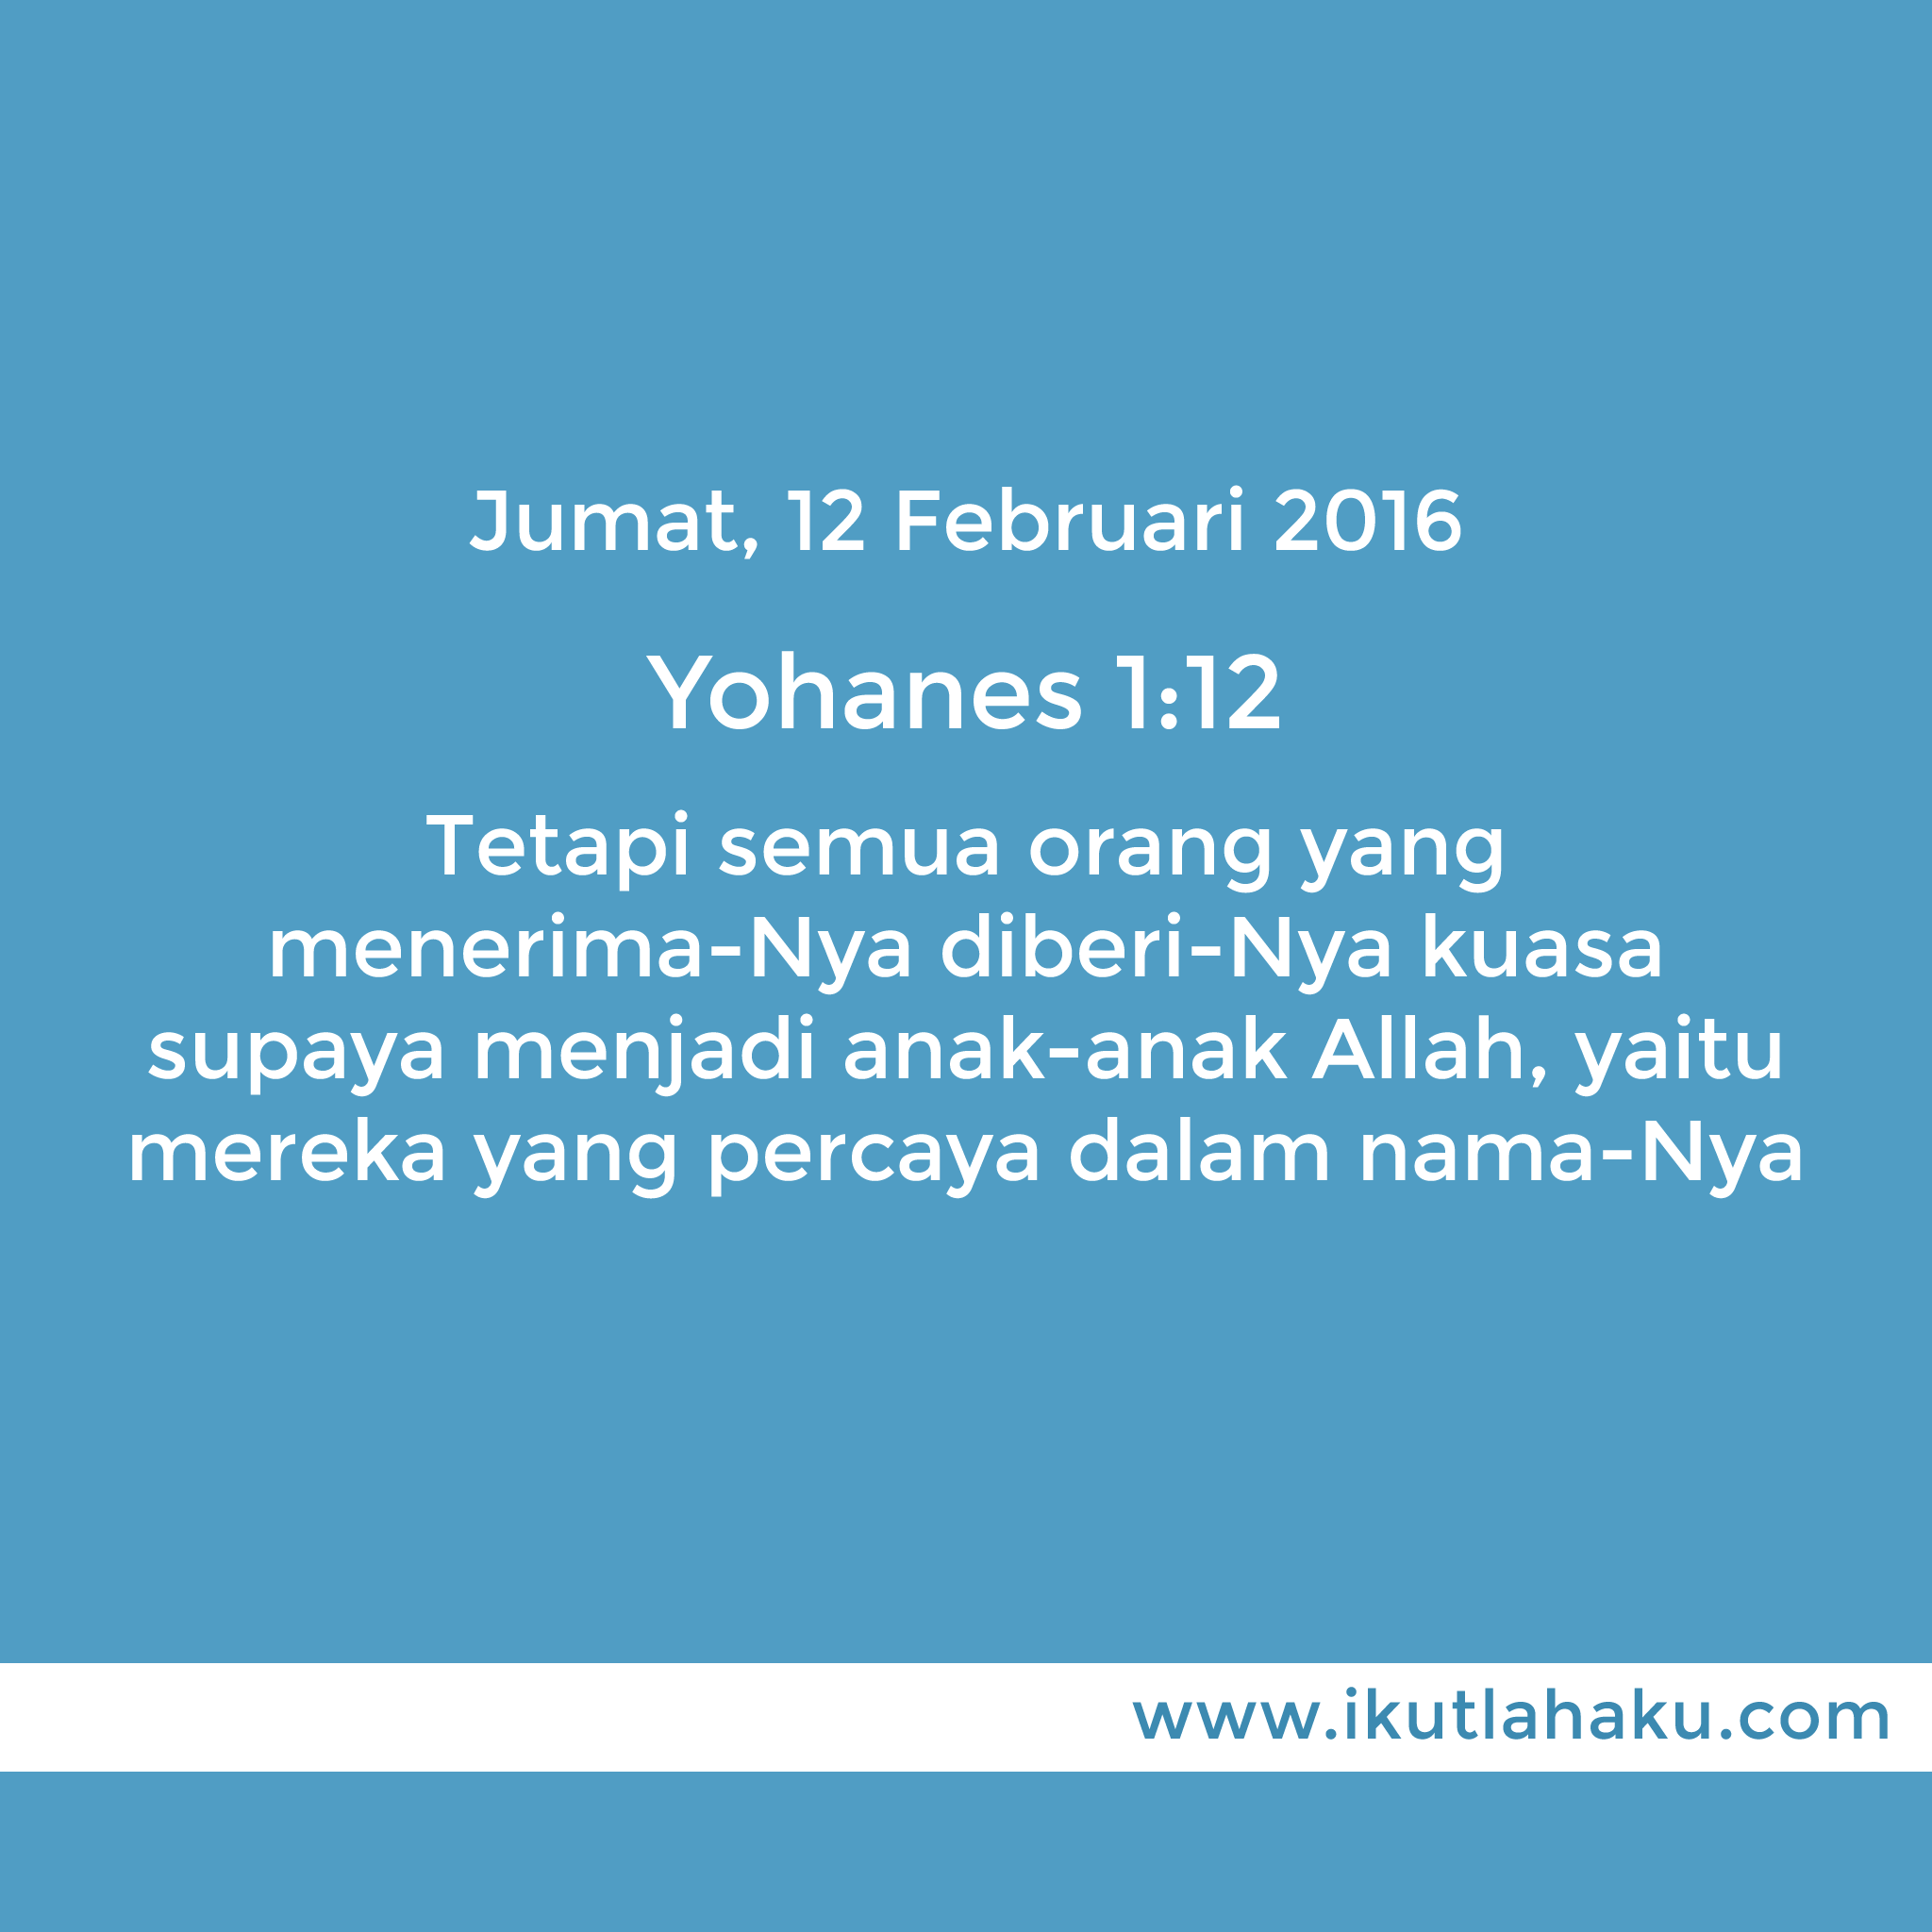 Jumat, 12 Februari 2016
Yohanes 1:12
Tetapi semua orang yang
menerima-Nya diberi-Nya kuasa
supaya menjadi anak-anak Allah, yaitu
mereka yang percaya dalam nama-Nya
www.ikutlahaku.com